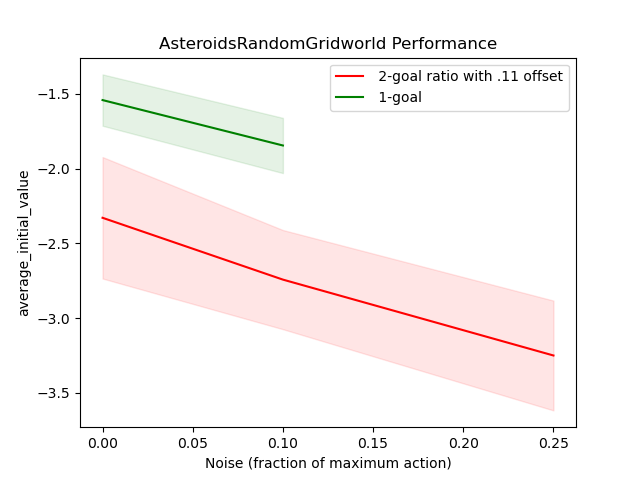 AsteroidsRandomGridworld Performance
2-goal ratio with .11 offset
1-goal
average_initial_value
−1.5
−2.0
−2.5
−3.0
−3.5
0.00 0.05 0.10 0.15 0.20 0.25
Noise (fraction of maximum action)